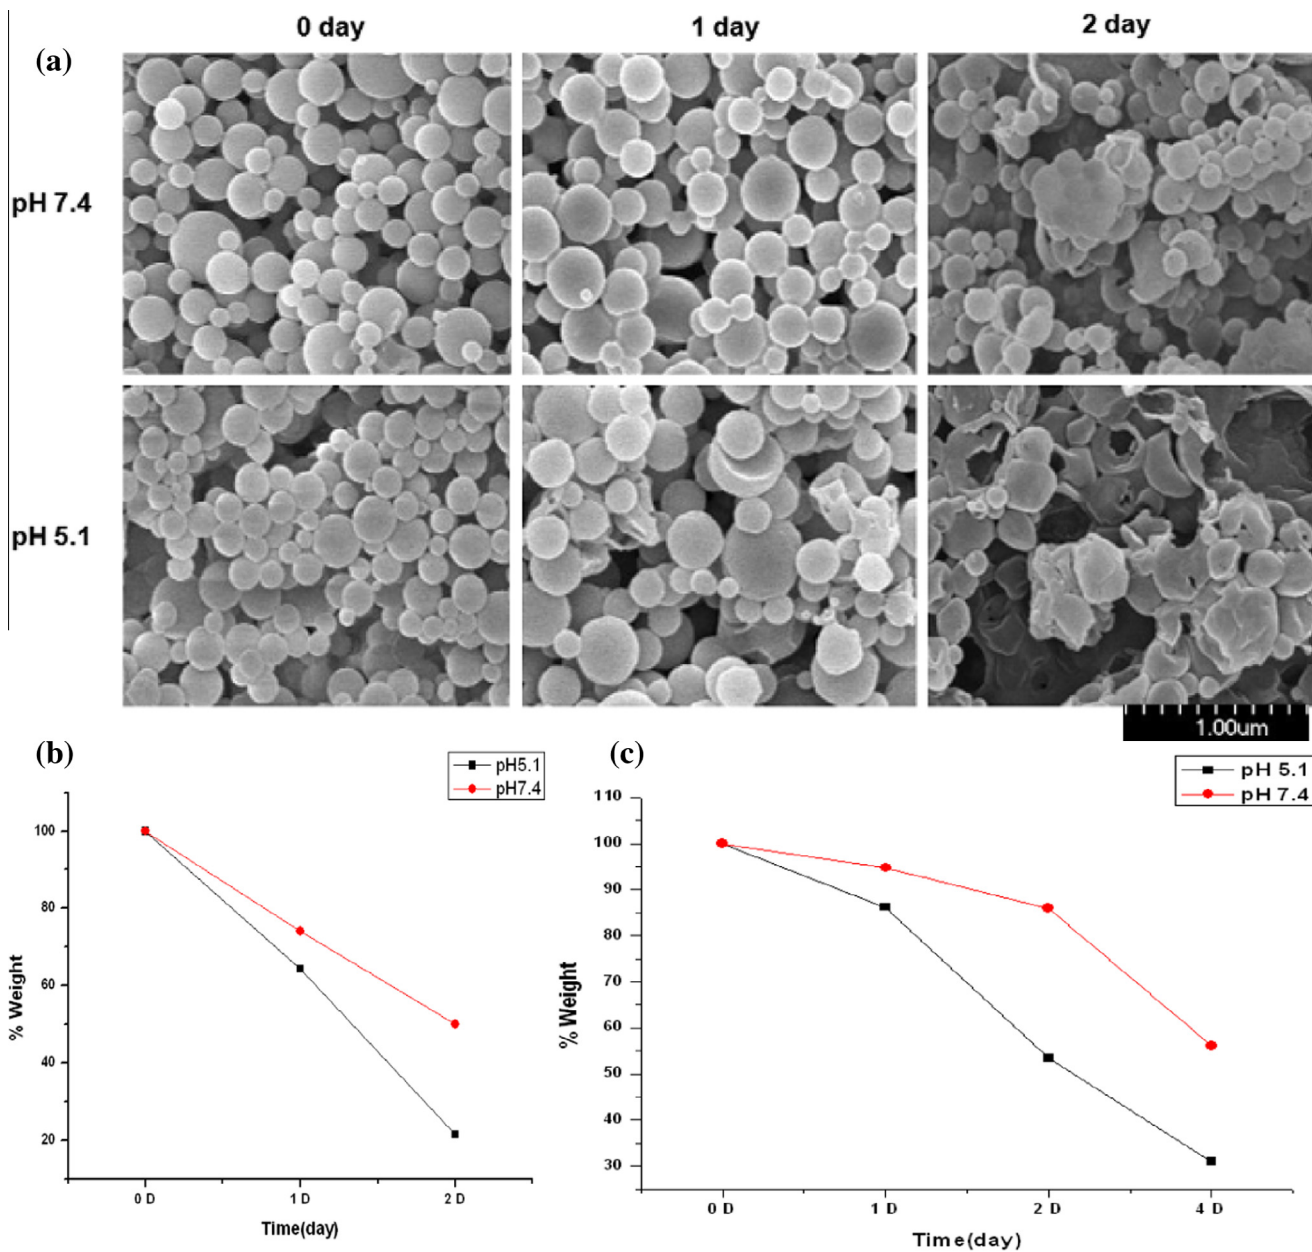 0 day 1 day 2 day
(a)
pH 7.4
pH 5.1
1.00um
(b)
pH5.1
pH7.4
100
80
60
40
20
% Weight
0 D 1 D 2 D
Time(day)
(c)
pH 5.1
pH 7.4
110
100
90
80
70
60
50
40
30
% Weight
0 D 1 D 2 D 4 D
Time(day)